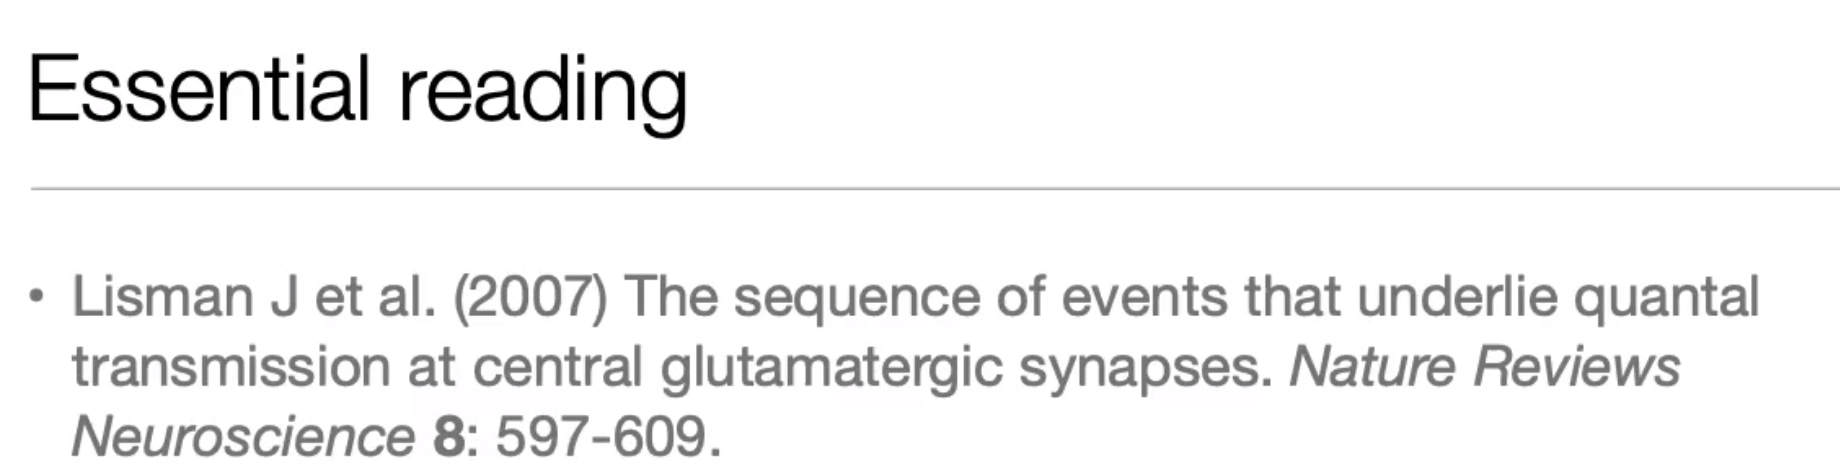 Essential reading
• Lisman J et al. (2007) The sequence of events that underlie quantal
transmission at central glutamatergic synapses. Nature Reviews
Neuroscience 8: 597-609.